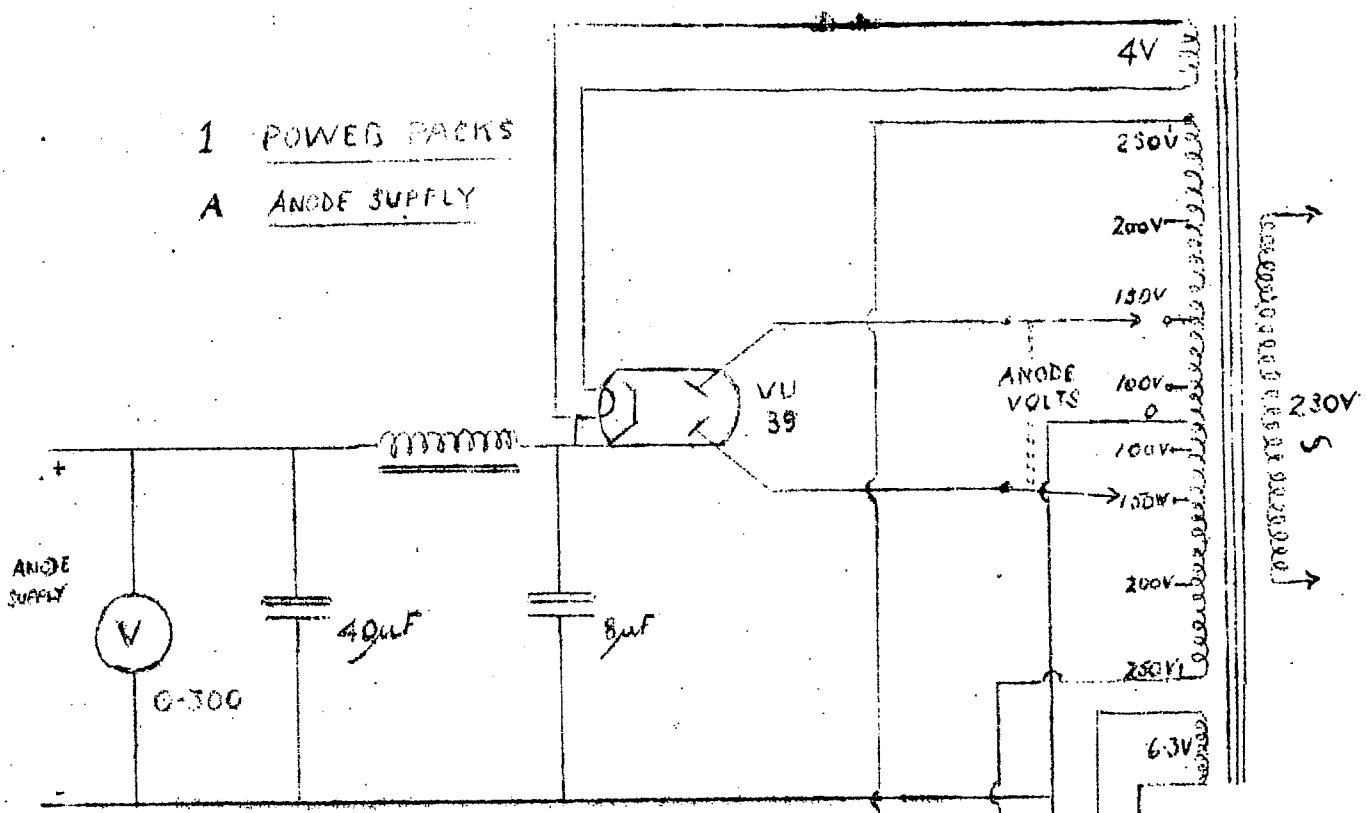 1 POWER PACKS
A ANODE SUPPLY
4V
250V
200V
150V
100V
0
100V
150V
200V
250V
6.3V
230V
S
ANODE
VOLTS
VU
39
+
-
ANODE
SUPPLY
V
0-300
40µF
8µF